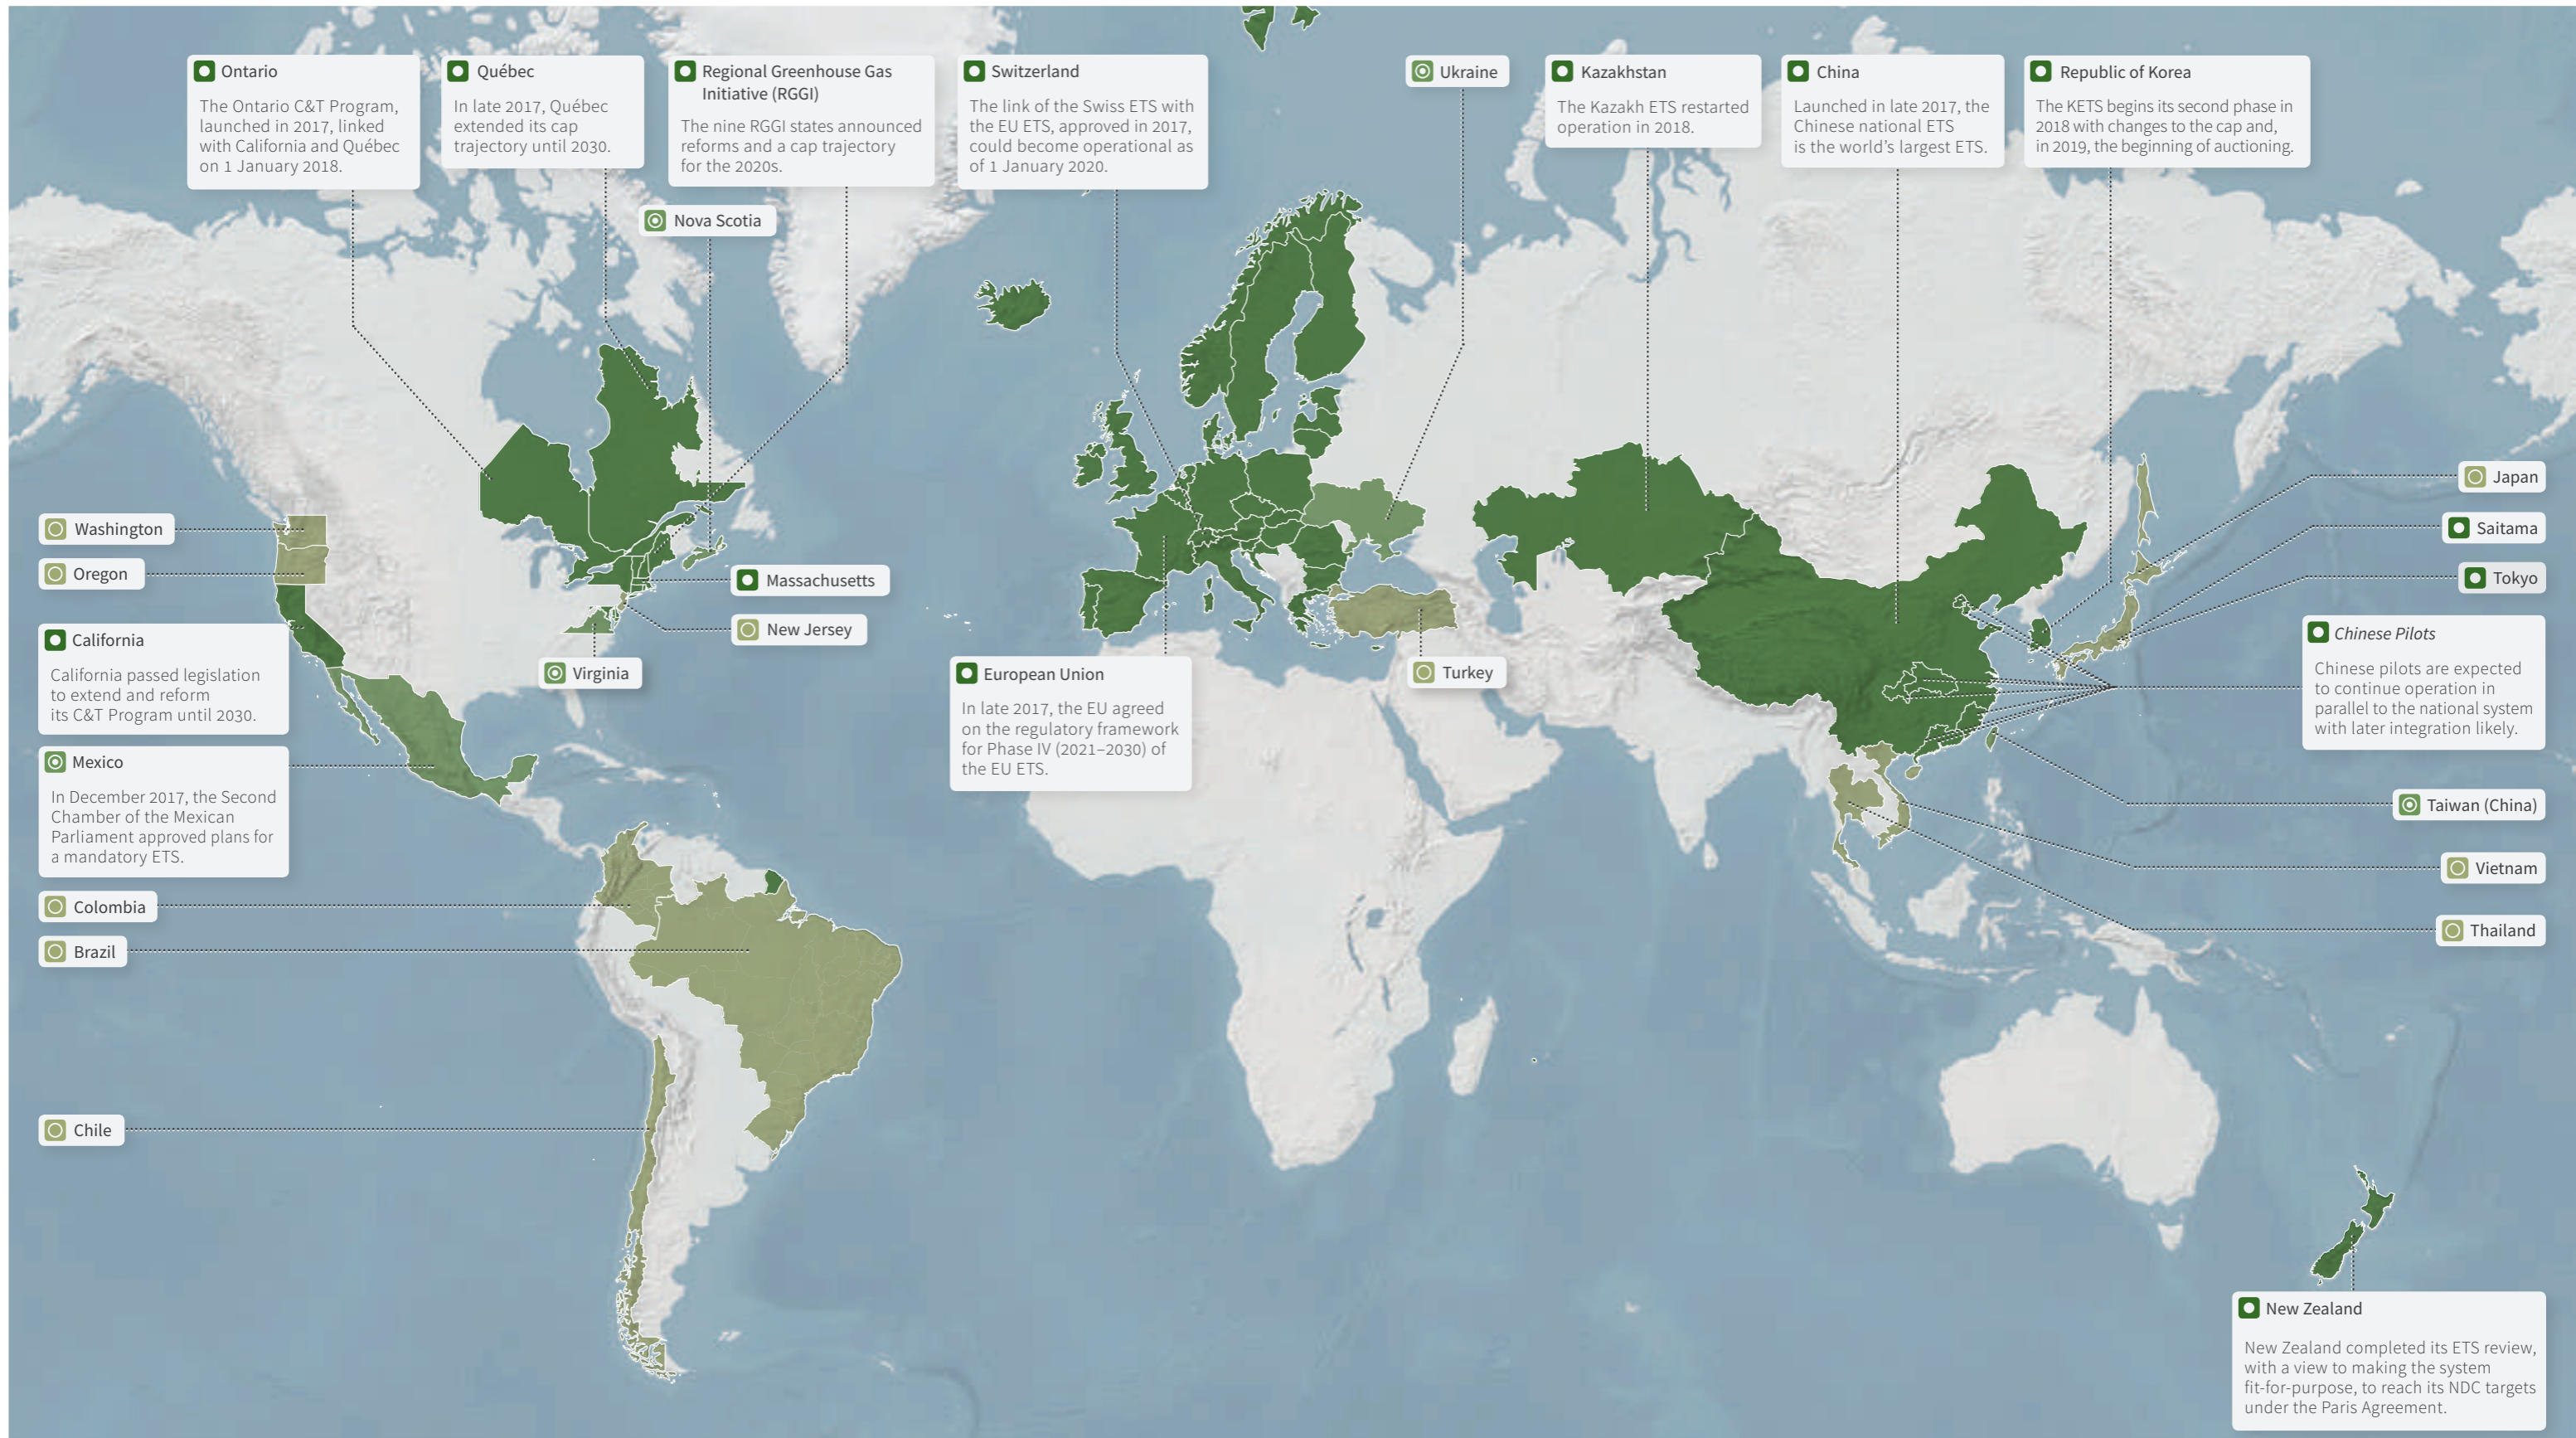 Ontario
The Ontario C&T Program,
launched in 2017, linked
with California and Québec
on 1 January 2018.
Québec
In late 2017, Québec
extended its cap
trajectory until 2030.
Regional Greenhouse Gas
Initiative (RGGI)
The nine RGGI states announced
reforms and a cap trajectory
for the 2020s.
Switzerland
The link of the Swiss ETS with
the EU ETS, approved in 2017,
could become operational as
of 1 January 2020.
Ukraine
Kazakhstan
The Kazakh ETS restarted
operation in 2018.
China
Launched in late 2017, the
Chinese national ETS
is the world's largest ETS.
Republic of Korea
The KETS begins its second phase in
2018 with changes to the cap and,
in 2019, the beginning of auctioning.
Nova Scotia
Washington
Oregon
California
California passed legislation
to extend and reform
its C&T Program until 2030.
Mexico
In December 2017, the Second
Chamber of the Mexican
Parliament approved plans for
a mandatory ETS.
Colombia
Brazil
Chile
Massachusetts
New Jersey
Virginia
European Union
In late 2017, the EU agreed
on the regulatory framework
for Phase IV (2021–2030) of
the EU ETS.
Turkey
Japan
Saitama
Tokyo
Chinese Pilots
Chinese pilots are expected
to continue operation in
parallel to the national system
with later integration likely.
Taiwan (China)
Vietnam
Thailand
New Zealand
New Zealand completed its ETS review,
with a view to making the system
fit-for-purpose, to reach its NDC targets
under the Paris Agreement.